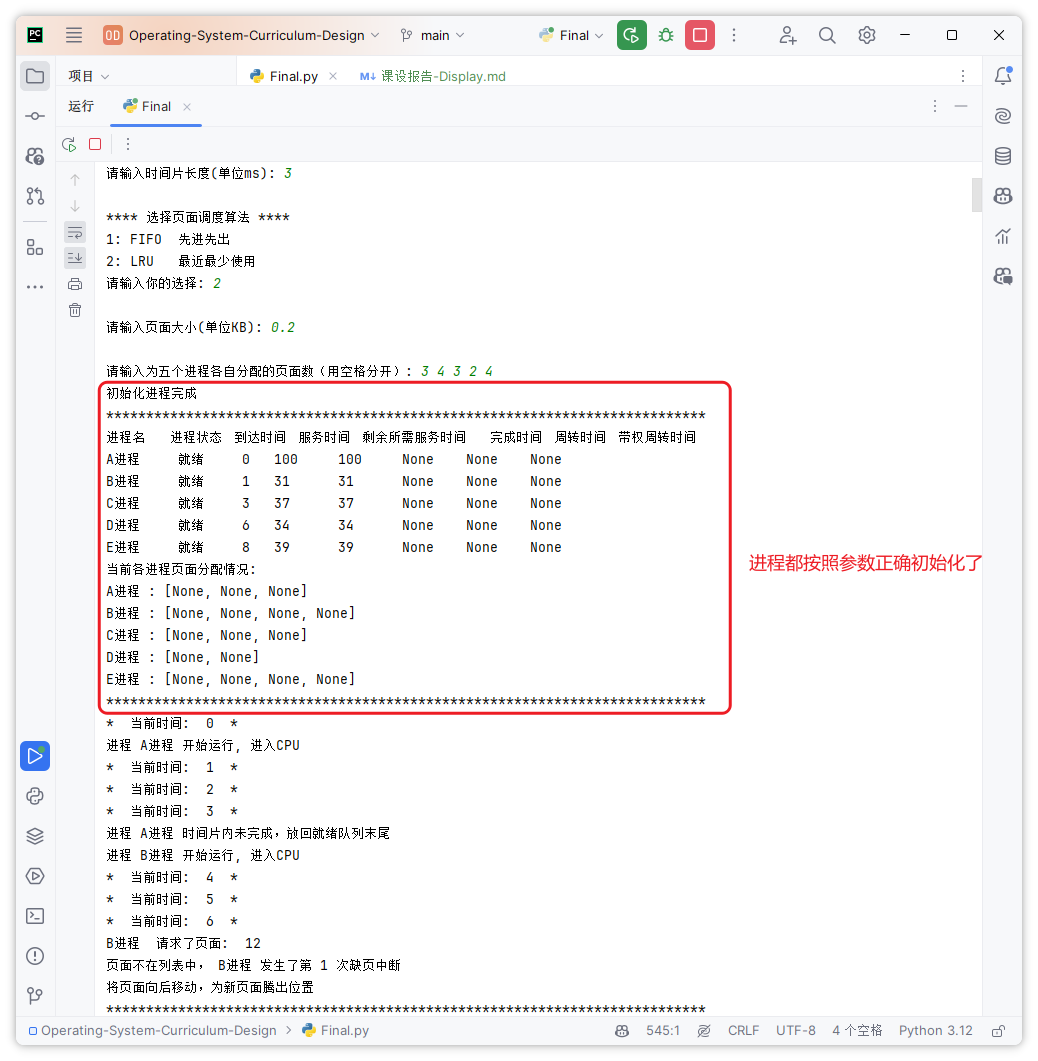 PC OD Operating-System-Curriculum-Design main Final
项目 Final.py M↓ 课设报告-Display.md
运行 Final
请输入时间片长度(单位ms): 3
**** 选择页面调度算法 ****
1: FIFO 先进先出
2: LRU 最近最少使用
请输入你的选择: 2
请输入页面大小(单位KB): 0.2
请输入为五个进程各自分配的页面数（用空格分开）: 3 4 3 2 4
初始化进程完成
***************************************************************************
进程名 进程状态 到达时间 服务时间 剩余所需服务时间 完成时间 周转时间 带权周转时间
A进程 就绪 0 100 100 None None None
B进程 就绪 1 31 31 None None None
C进程 就绪 3 37 37 None None None
D进程 就绪 6 34 34 None None None
E进程 就绪 8 39 39 None None None
当前各进程页面分配情况:
A进程 : [None, None, None]
B进程 : [None, None, None, None]
C进程 : [None, None, None]
D进程 : [None, None]
E进程 : [None, None, None, None]
***************************************************************************
进程都按照参数正确初始化了
* 当前时间: 0 *
进程 A进程 开始运行, 进入CPU
* 当前时间: 1 *
* 当前时间: 2 *
* 当前时间: 3 *
进程 A进程 时间片内未完成，放回就绪队列末尾
进程 B进程 开始运行, 进入CPU
* 当前时间: 4 *
* 当前时间: 5 *
* 当前时间: 6 *
B进程 请求了页面: 12
页面不在列表中， B进程 发生了第 1 次缺页中断
将页面向后移动，为新页面腾出位置
***************************************************************************
Operating-System-Curriculum-Design > Final.py 545:1 CRLF UTF-8 4 个空格 Python 3.12